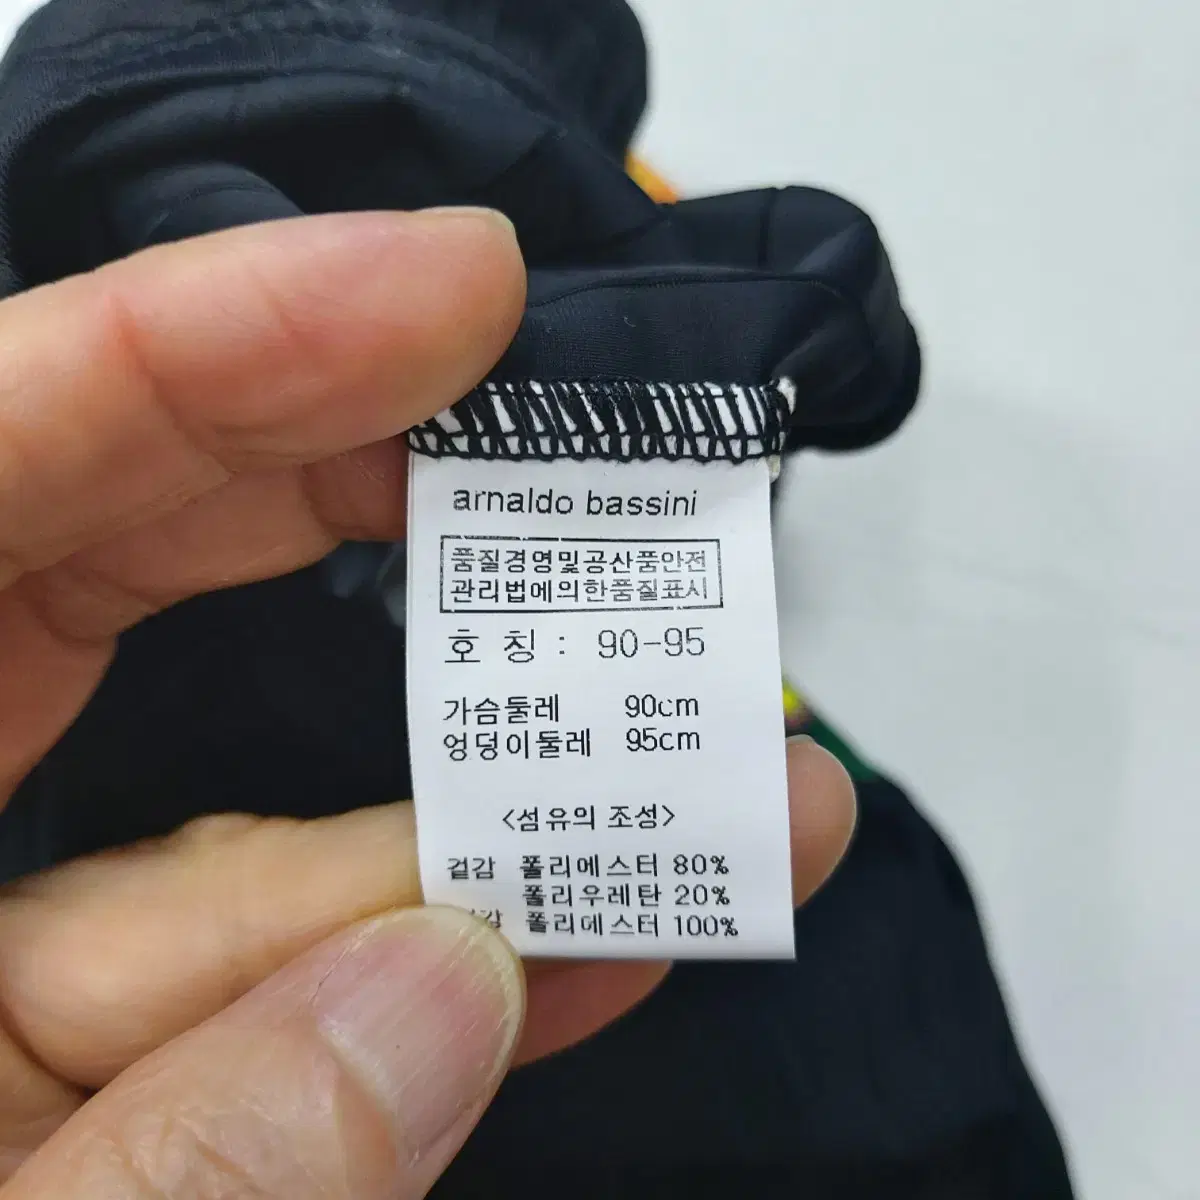 arnaldo bassini
품질경영및공산품안전
관리법에의한품질표시
호 칭 : 90-95
가슴둘레 90cm
엉덩이둘레 95cm
<섬유의 조성>
겉감 폴리에스터 80%
폴리우레탄 20%
폴리에스터 100%